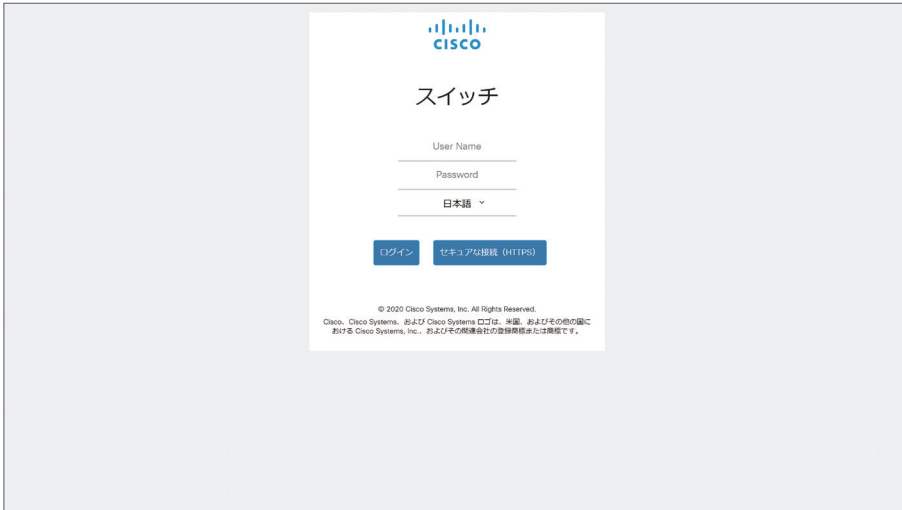 CISCO
スイッチ
User Name
Password
日本語
ログイン
セキュアな接続（HTTPS）
© 2020 Cisco Systems, Inc. All Rights Reserved.
Cisco、Cisco Systems、および Cisco Systems ロゴは、米国、およびその他の国に
おける Cisco Systems, Inc.、およびその関連会社の登録商標または商標です。